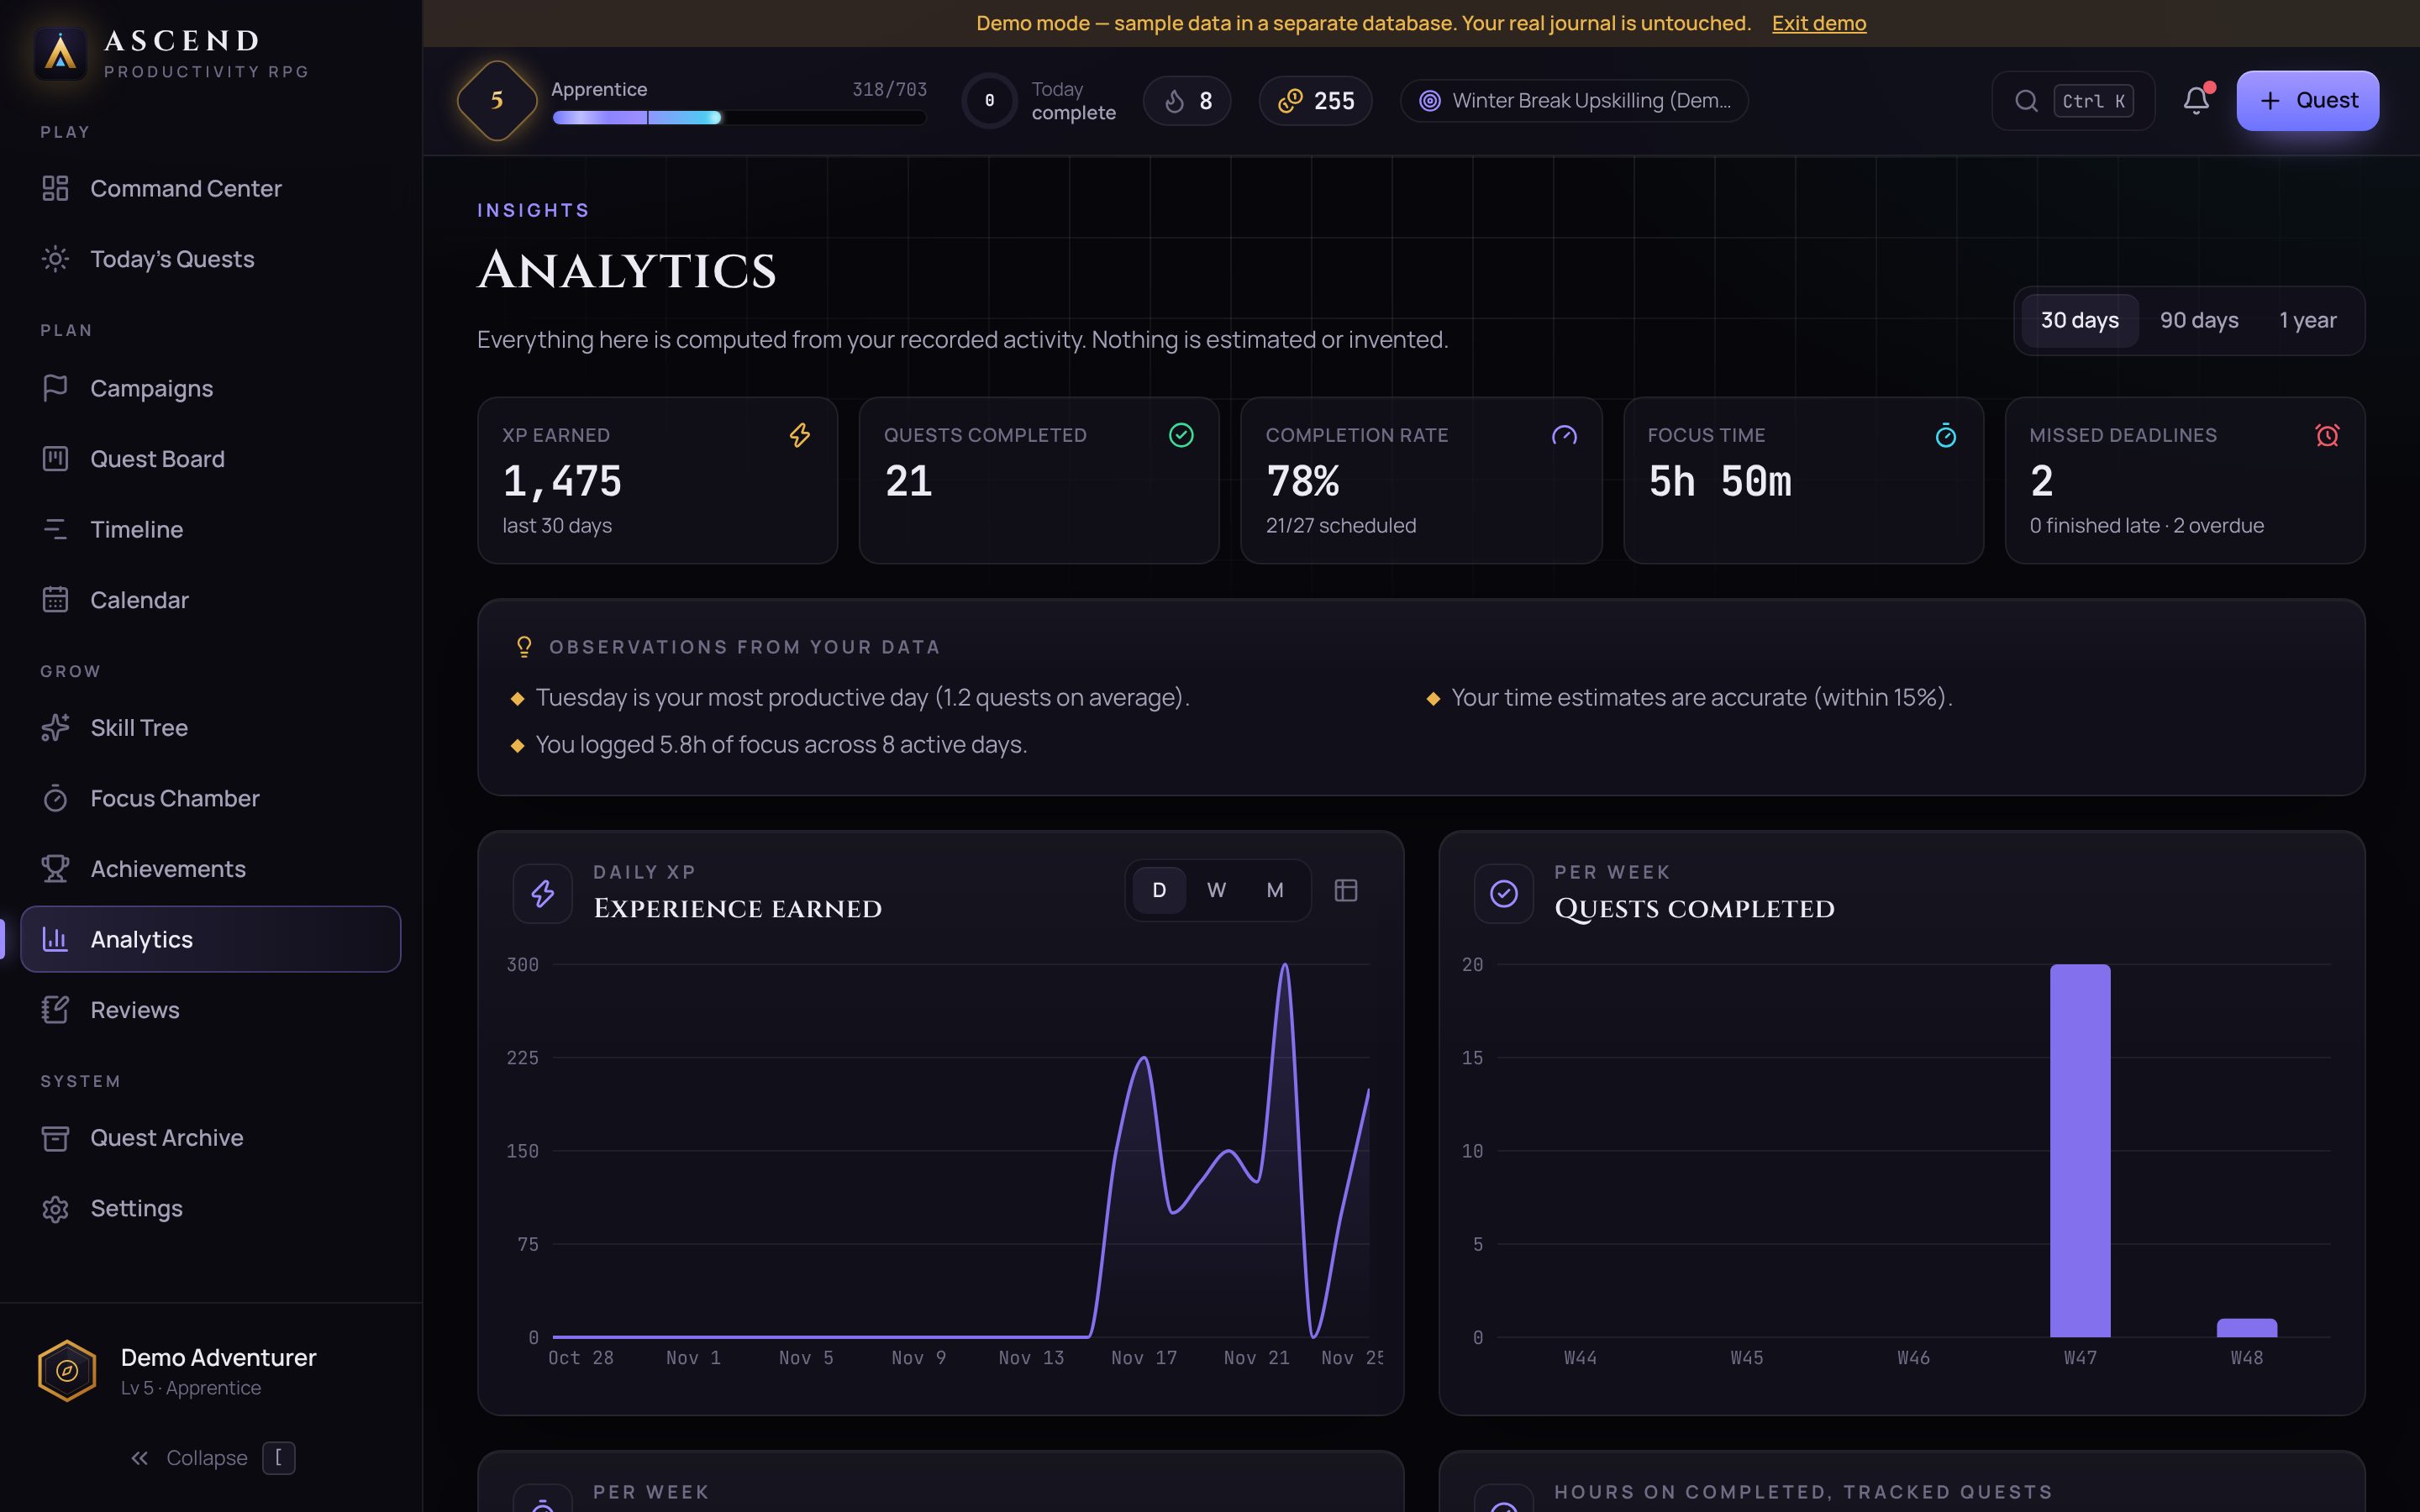 ASCEND
PRODUCTIVITY RPG
PLAY
Command Center
Today's Quests
PLAN
Campaigns
Quest Board
Timeline
Calendar
GROW
Skill Tree
Focus Chamber
Achievements
Analytics
Reviews
SYSTEM
Quest Archive
Settings
Demo Adventurer
Lv 5 · Apprentice
Collapse [
Demo mode — sample data in a separate database. Your real journal is untouched. Exit demo
5
Apprentice 318/703
0
Today
complete
8
255
Winter Break Upskilling (Dem...
Ctrl K
+ Quest
INSIGHTS
ANALYTICS
Everything here is computed from your recorded activity. Nothing is estimated or invented.
30 days 90 days 1 year
XP EARNED
1,475
last 30 days
QUESTS COMPLETED
21
COMPLETION RATE
78%
21/27 scheduled
FOCUS TIME
5h 50m
MISSED DEADLINES
2
0 finished late · 2 overdue
OBSERVATIONS FROM YOUR DATA
Tuesday is your most productive day (1.2 quests on average).
Your time estimates are accurate (within 15%).
You logged 5.8h of focus across 8 active days.
DAILY XP
EXPERIENCE EARNED
D W M
300
225
150
75
0
Oct 28 Nov 1 Nov 5 Nov 9 Nov 13 Nov 17 Nov 21 Nov 25
PER WEEK
QUESTS COMPLETED
20
15
10
5
0
W44 W45 W46 W47 W48
PER WEEK
HOURS ON COMPLETED, TRACKED QUESTS